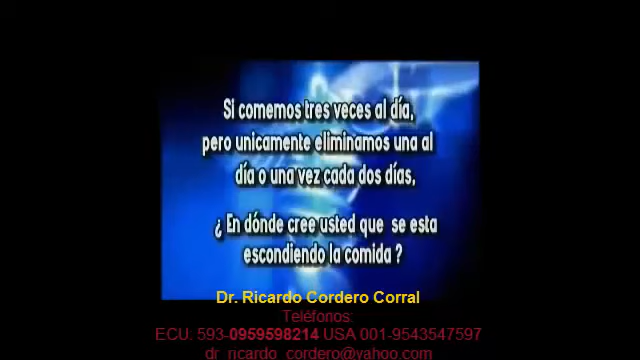 Si comemos tres veces al día,
pero unicamente eliminamos una al
día o una vez cada dos días,
¿ En dónde cree usted que se esta
escondiendo la comida ?
Dr. Ricardo Cordero Corral
Teléfonos:
ECU: 593-0959598214 USA 001-9543547597
dr_ricardo_cordero@yahoo.com